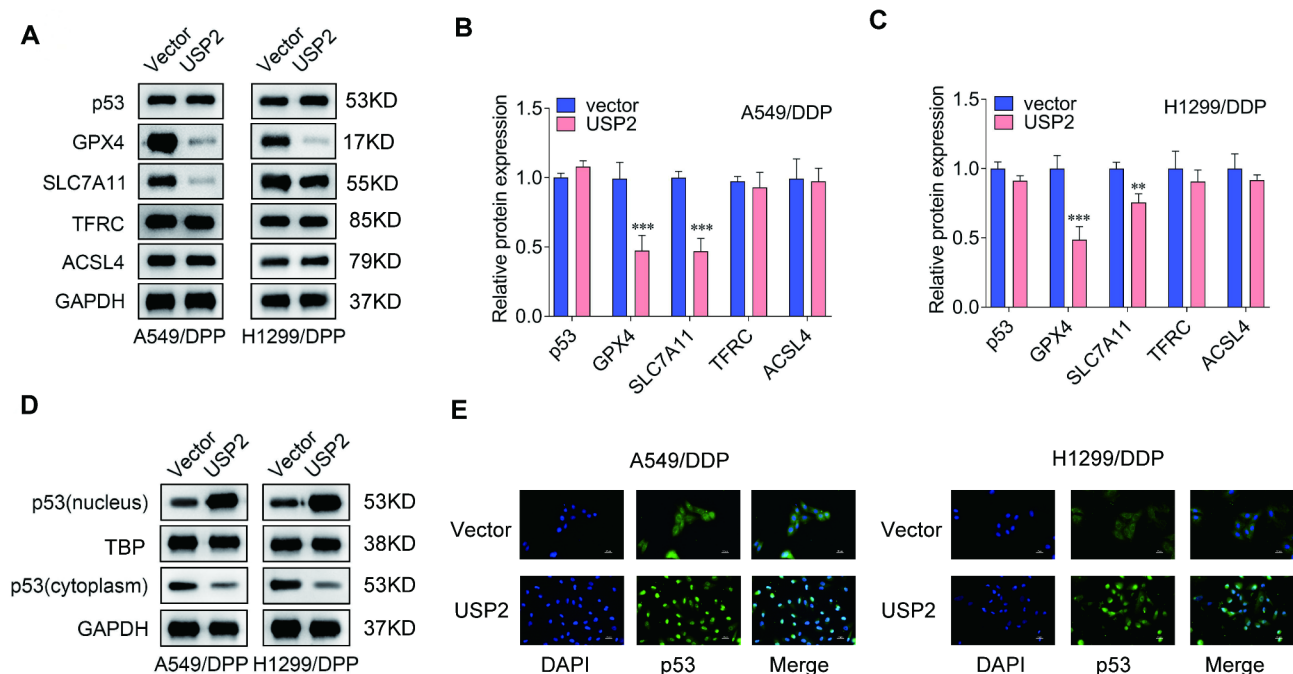 A
Vector USP2 Vector USP2
p53 53KD
GPX4 17KD
SLC7A11 55KD
TFRC 85KD
ACSL4 79KD
GAPDH 37KD
A549/DPP H1299/DPP
B
Relative protein expression
1.5
1.0
0.5
0.0
vector
USP2
A549/DDP
*** ***
p53 GPX4 SLC7A11 TFRC ACSL4
C
Relative protein expression
1.5
1.0
0.5
0.0
vector
USP2
H1299/DDP
*** **
p53 GPX4 SLC7A11 TFRC ACSL4
D
Vector USP2 Vector USP2
p53(nucleus) 53KD
TBP 38KD
p53(cytoplasm) 53KD
GAPDH 37KD
A549/DPP H1299/DPP
E
A549/DDP
Vector
USP2
DAPI p53 Merge
H1299/DDP
Vector
USP2
DAPI p53 Merge